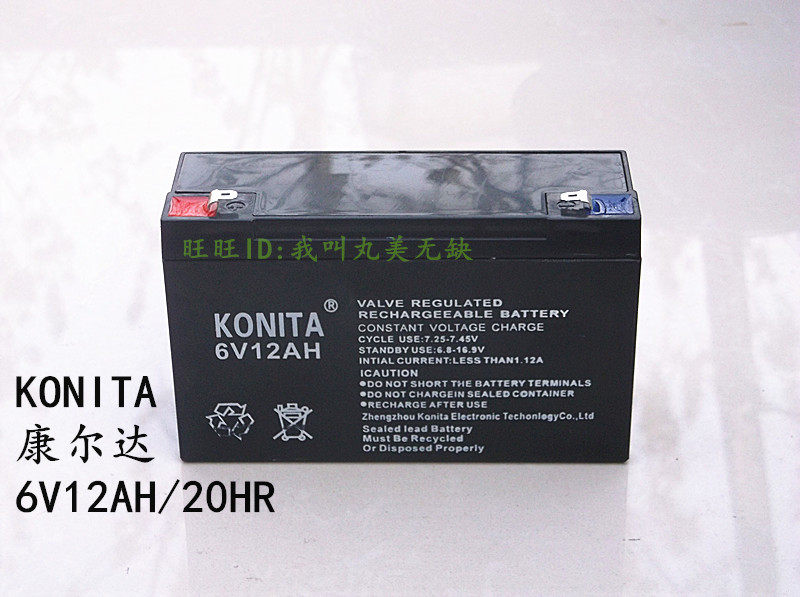 旺旺ID:我叫丸美无缺
KONITA®
6V12AH
VALVE REGULATED
RECHARGEEABLE BATTERY
CONSTANT VOLTAGE CHARGE
CYCLE USE:7.25-7.45V
STANDBY USE:6.8-16.9V
INTIAL CURRENT:LESS THAN1.12A
ICAUTION
●DO NOT SHORT THE BATTERY TERMINALS
●DO NOT CHARGEIN SEALED CONTAINER
●RECHARGE AFTER USE
Zhengzhou Konita Electronic TechonlogyCo.,Ltd
Sealed lead Battery
Must Be Recycled
Or Disposed Properly
Pb
KONITA
康尔达
6V12AH/20HR